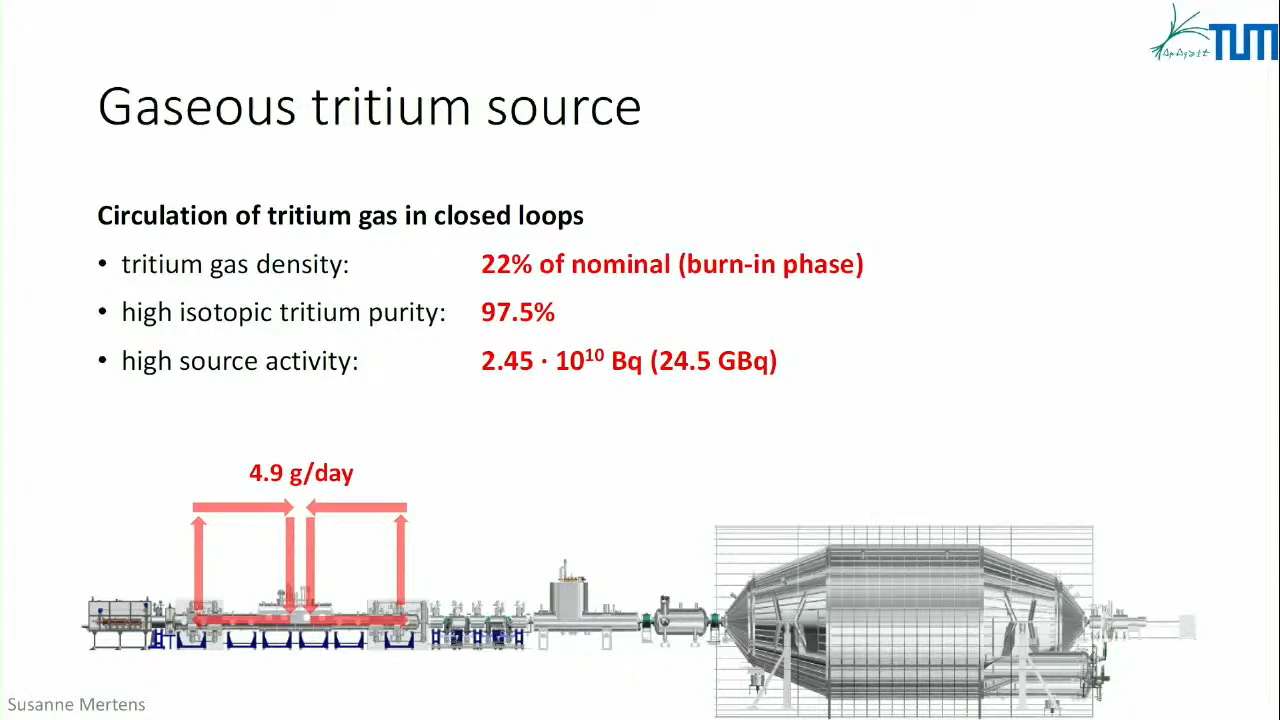 TUM
Gaseous tritium source
Circulation of tritium gas in closed loops
• tritium gas density: 22% of nominal (burn-in phase)
• high isotopic tritium purity: 97.5%
• high source activity: 2.45 · 10¹⁰ Bq (24.5 GBq)
4.9 g/day
Susanne Mertens